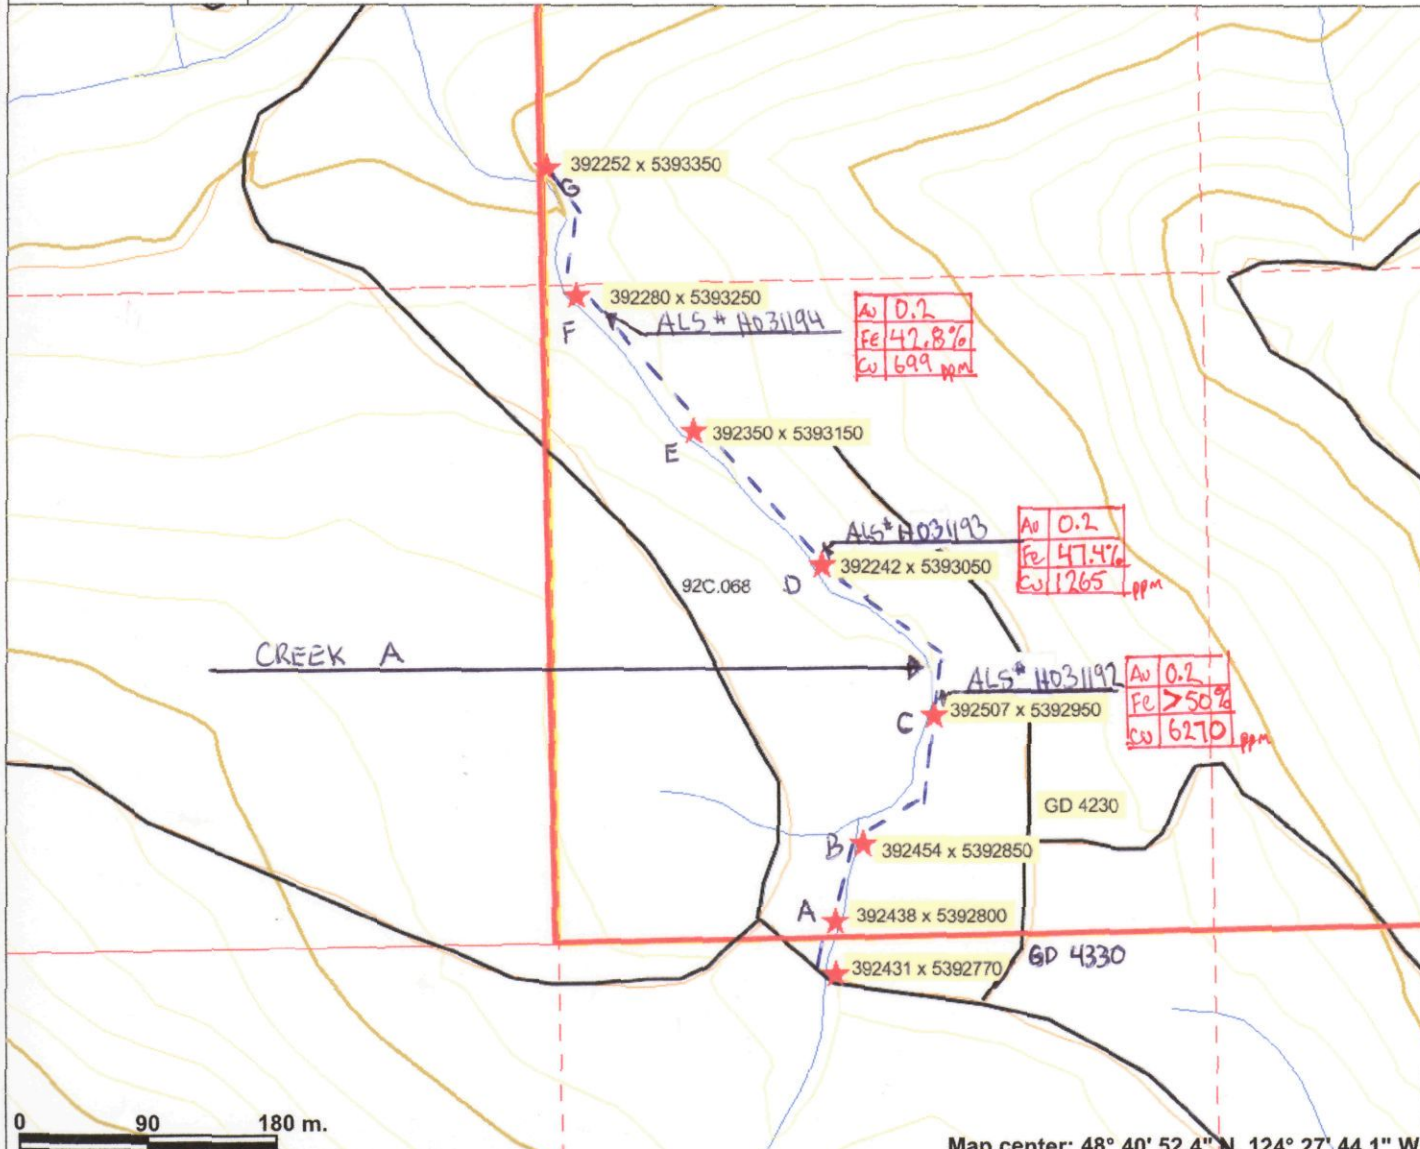 392252 x 5393350
G
392280 x 5393250
F
ALS # H031194
Au 0.2
Fe 42.8%
Cu 699 ppm
392350 x 5393150
E
ALS# H031193
Au 0.2
Fe 47.4%
Cu 1265 ppm
392242 x 5393050
D
92C.068
CREEK A
ALS# H031192
Au 0.2
Fe >50%
Cu 6270 ppm
C
392507 x 5392950
GD 4230
B
392454 x 5392850
A
392438 x 5392800
GD 4330
392431 x 5392770
0 90 180 m.
Map center: 48° 40' 52.4" N, 124° 27' 44.1" W